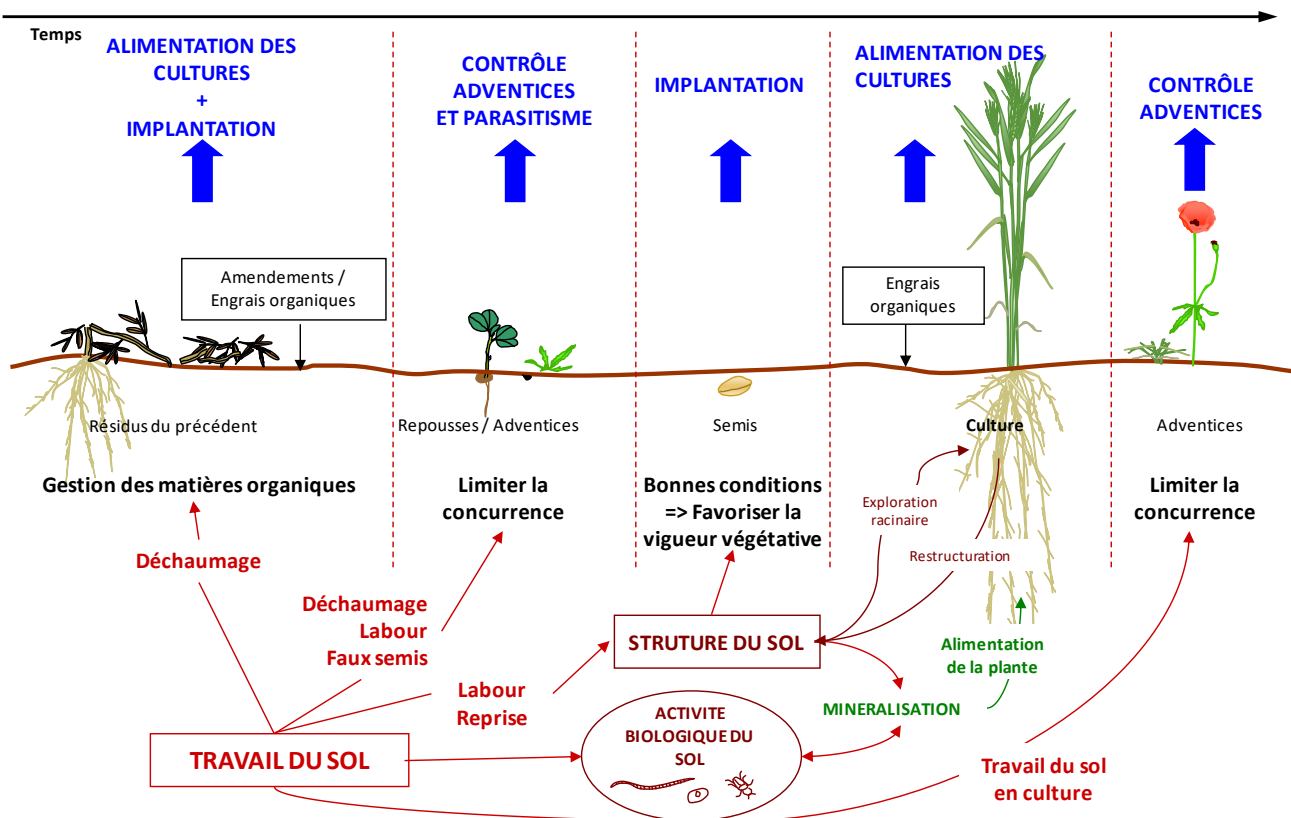 Temps
ALIMENTATION DES
CULTURES
+
IMPLANTATION
CONTRÔLE
ADVENTICES
ET PARASITISME
IMPLANTATION
ALIMENTATION DES
CULTURES
CONTRÔLE
ADVENTICES
Amendements /
Engrais organiques
Engrais
organiques
Résidus du précédent
Repousses / Adventices
Semis
Culture
Adventices
Gestion des matières organiques
Limiter la
concurrence
Bonnes conditions
=> Favoriser la
vigueur végétative
Exploration
racinaire
Restructuration
Limiter la
concurrence
Déchaumage
Déchaumage
Labour
Faux semis
Labour
Reprise
STRUTURE DU SOL
Alimentation
de la plante
MINERALISATION
ACTIVITE
BIOLOGIQUE DU
SOL
TRAVAIL DU SOL
Travail du sol
en culture